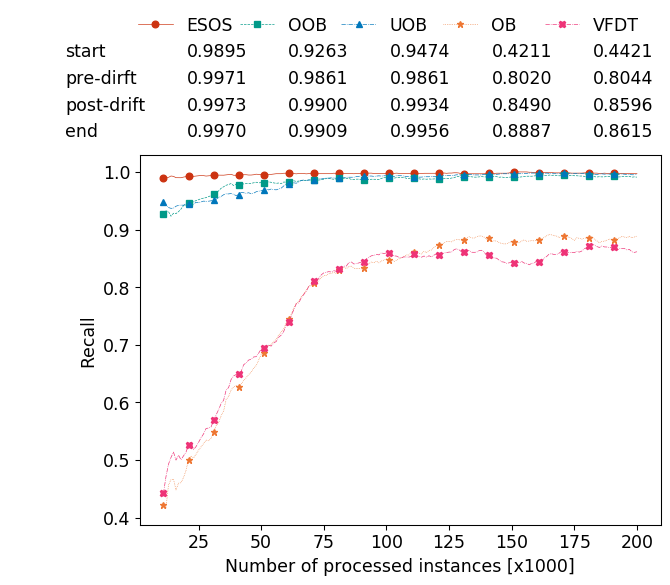 ESOS OOB UOB OB VFDT
start 0.9895 0.9263 0.9474 0.4211 0.4421
pre-dirft 0.9971 0.9861 0.9861 0.8020 0.8044
post-drift 0.9973 0.9900 0.9934 0.8490 0.8596
end 0.9970 0.9909 0.9956 0.8887 0.8615
1.0
0.9
0.8
0.7
0.6
0.5
0.4
Recall
25 50 75 100 125 150 175 200
Number of processed instances [x1000]